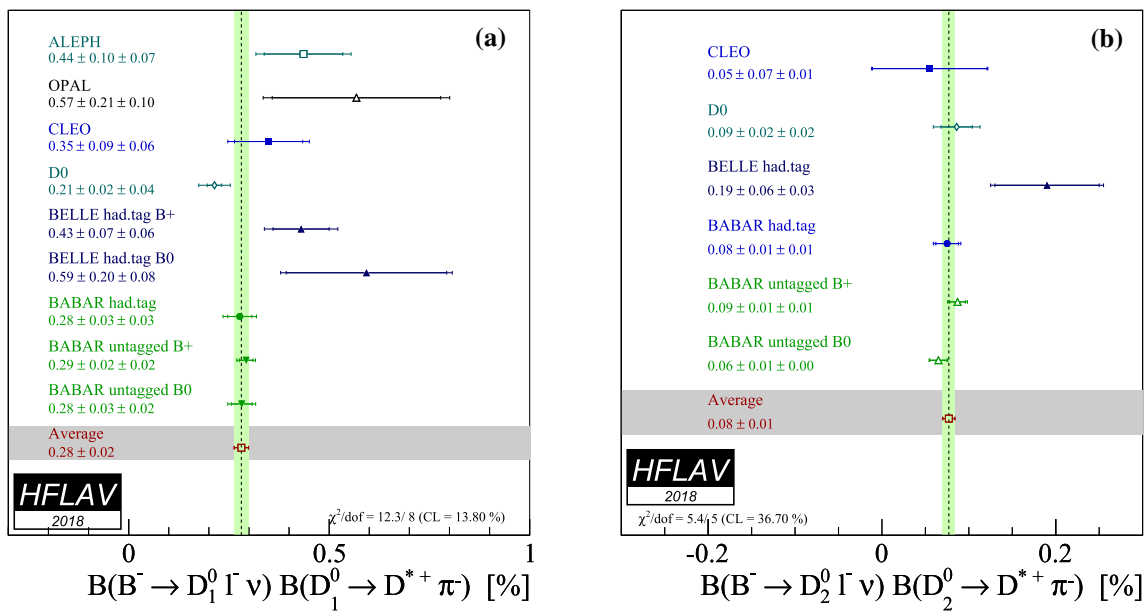 (a)
ALEPH
0.44 ± 0.10 ± 0.07
OPAL
0.57 ± 0.21 ± 0.10
CLEO
0.35 ± 0.09 ± 0.06
D0
0.21 ± 0.02 ± 0.04
BELLE had.tag B+
0.43 ± 0.07 ± 0.06
BELLE had.tag B0
0.59 ± 0.20 ± 0.08
BABAR had.tag
0.28 ± 0.03 ± 0.03
BABAR untagged B+
0.29 ± 0.02 ± 0.02
BABAR untagged B0
0.28 ± 0.03 ± 0.02
Average
0.28 ± 0.02
HFLAV
2018
χ²/dof = 12.3/ 8 (CL = 13.80 %)
0 0.5 1
B(B⁻ → D₁⁰ l⁻ ν) B(D₁⁰ → D*⁺ π⁻) [%]
(b)
CLEO
0.05 ± 0.07 ± 0.01
D0
0.09 ± 0.02 ± 0.02
BELLE had.tag
0.19 ± 0.06 ± 0.03
BABAR had.tag
0.08 ± 0.01 ± 0.01
BABAR untagged B+
0.09 ± 0.01 ± 0.01
BABAR untagged B0
0.06 ± 0.01 ± 0.00
Average
0.08 ± 0.01
HFLAV
2018
χ²/dof = 5.4/ 5 (CL = 36.70 %)
-0.2 0 0.2
B(B⁻ → D₂⁰ l⁻ ν) B(D₂⁰ → D*⁺ π⁻) [%]